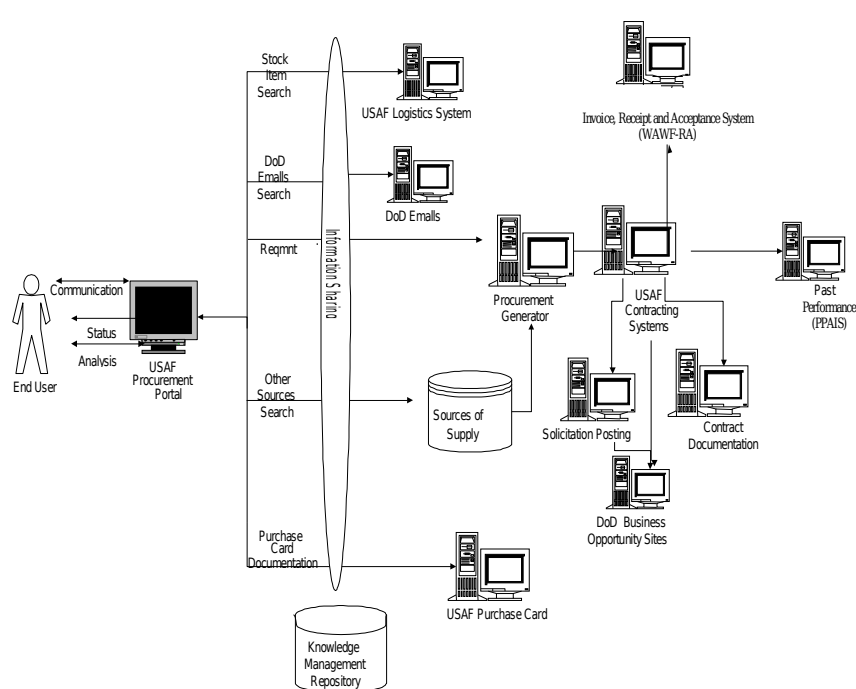 Stock
Item
Search
USAF Logistics System
Invoice, Receipt and Acceptance System
(WAWF-RA)
DoD
Emalls
Search
DoD Emalls
Information Sharing
Reqmnt
Communication
Status
Analysis
End User
USAF
Procurement
Portal
Procurement
Generator
USAF
Contracting
Systems
Past
Performance
(PPAIS)
Other
Sources
Search
Sources of
Supply
Solicitation Posting
Contract
Documentation
DoD Business
Opportunity Sites
Purchase
Card
Documentation
USAF Purchase Card
Knowledge
Management
Repository